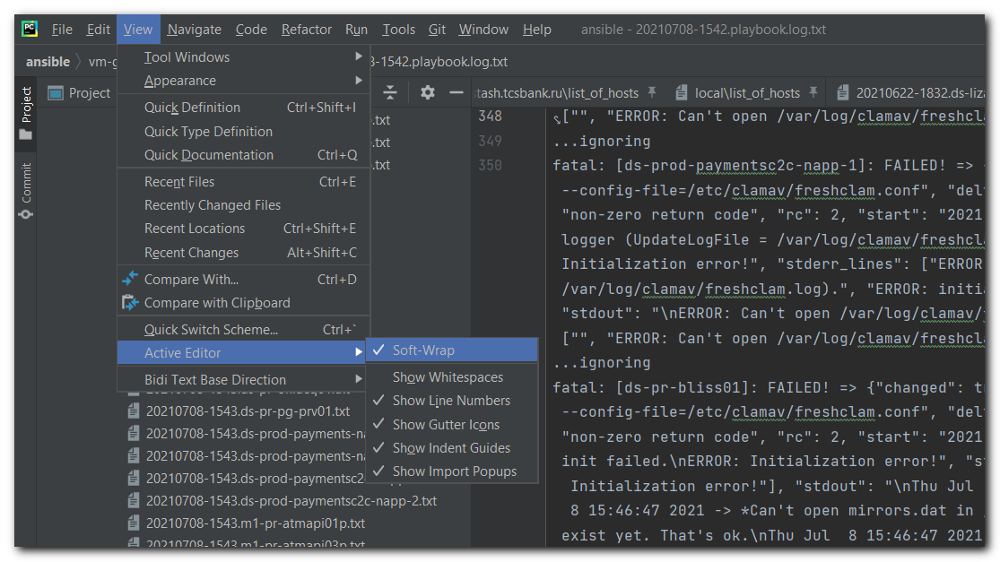 PC File Edit View Navigate Code Refactor Run Tools Git Window Help ansible - 20210708-1542.playbook.log.txt
ansible vm-g 8-1542.playbook.log.txt
Project
Commit
Project
Tool Windows
Appearance
Quick Definition Ctrl+Shift+I
Quick Type Definition
Quick Documentation Ctrl+Q
Recent Files Ctrl+E
Recently Changed Files
Recent Locations Ctrl+Shift+E
Recent Changes Alt+Shift+C
Compare With... Ctrl+D
Compare with Clipboard
Quick Switch Scheme... Ctrl+`
Active Editor
Bidi Text Base Direction
Soft-Wrap
Show Whitespaces
Show Line Numbers
Show Gutter Icons
Show Indent Guides
Show Import Popups
.txt
.txt
.txt
20210708-1543.ds-pr-pg-prv01.txt
20210708-1543.ds-prod-payments-na
20210708-1543.ds-prod-payments-na
20210708-1543.ds-prod-paymentsc2
20210708-1543.ds-prod-paymentsc2c-napp-2.txt
20210708-1543.m1-pr-atmapi01p.txt
20210708-1543.m1-pr-atmapi03p.txt
tash.tcsbank.ru\list_of_hosts local\list_of_hosts 20210622-1832.ds-liza
348 ["", "ERROR: Can't open /var/log/clamav/freshcla
349 ...ignoring
350 fatal: [ds-prod-paymentsc2c-napp-1]: FAILED! => {
--config-file=/etc/clamav/freshclam.conf", "delt
"non-zero return code", "rc": 2, "start": "2021
logger (UpdateLogFile = /var/log/clamav/freshcla
Initialization error!", "stderr_lines": ["ERROR
/var/log/clamav/freshclam.log).", "ERROR: initia
"stdout": "\nERROR: Can't open /var/log/clamav/
["", "ERROR: Can't open /var/log/clamav/freshcla
...ignoring
fatal: [ds-pr-bliss01]: FAILED! => {"changed": t
--config-file=/etc/clamav/freshclam.conf", "delt
"non-zero return code", "rc": 2, "start": "2021
init failed.\nERROR: Initialization error!", "st
Initialization error!"], "stdout": "\nThu Jul
8 15:46:47 2021 -> *Can't open mirrors.dat in
exist yet. That's ok.\nThu Jul 8 15:46:47 2021